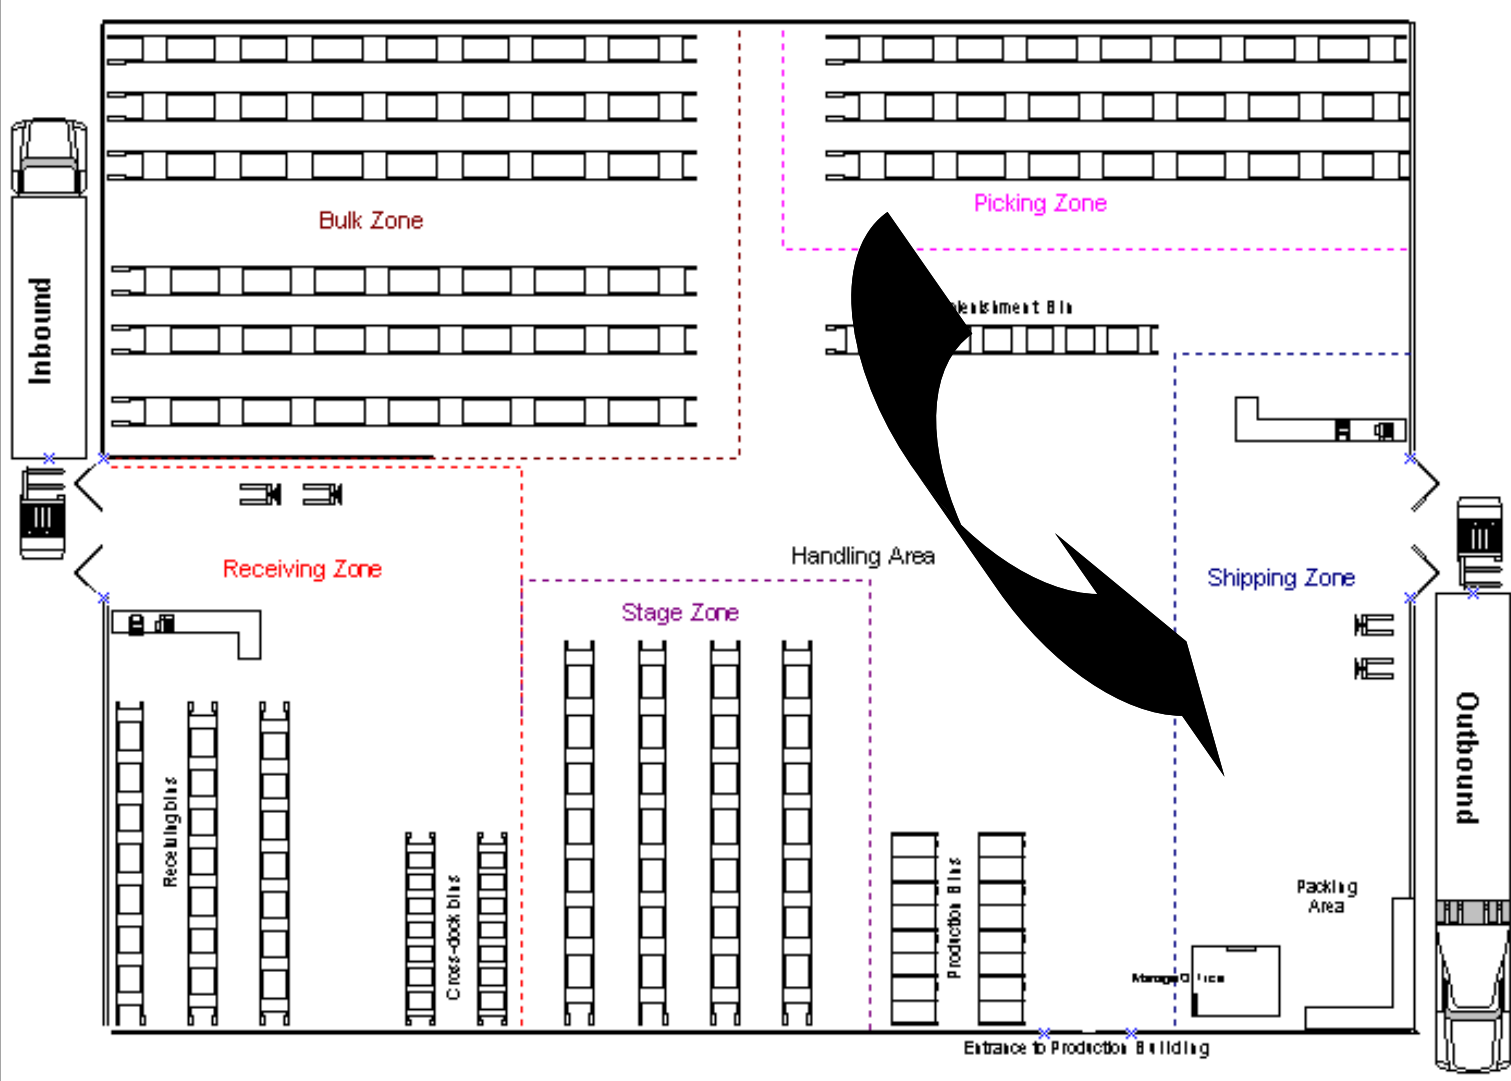 Bulk Zone
Picking Zone
Inbound
Bin
Handling Area
Receiving Zone
Shipping Zone
Stage Zone
Outbound
Receiving bins
Cross-dock bins
Production Bins
Packing
Area
Entrance to Production Building